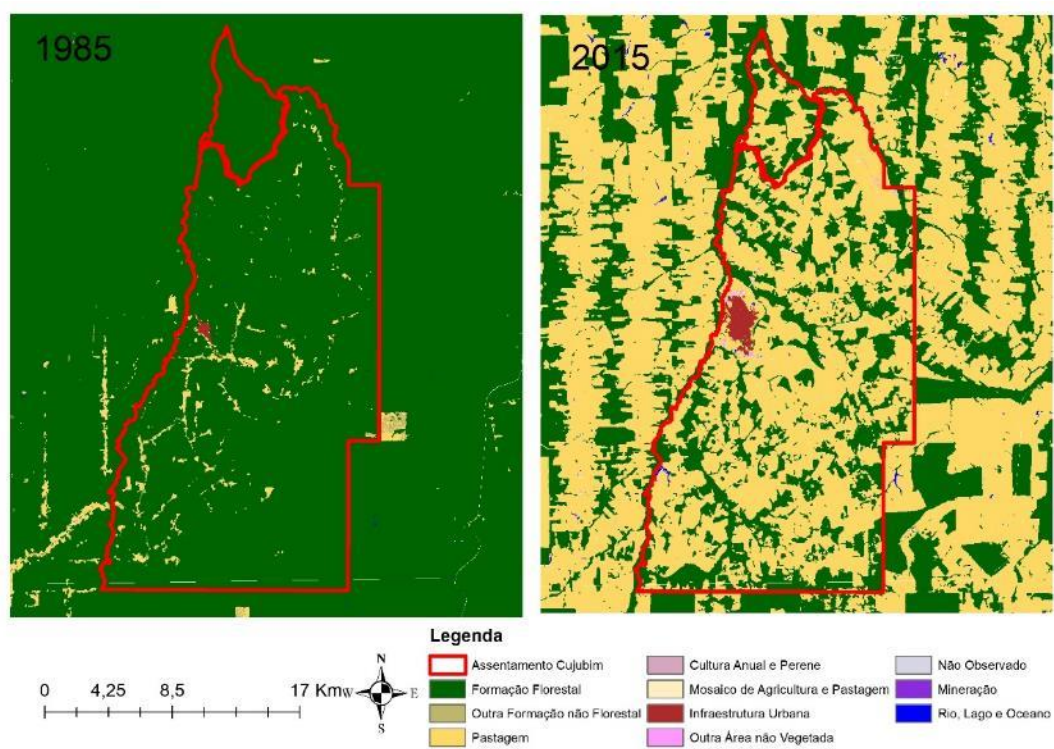 1985
2015
Legenda
Assentamento Cujubim
Formação Florestal
Outra Formação não Florestal
Pastagem
Cultura Anual e Perene
Mosaico de Agricultura e Pastagem
Infraestrutura Urbana
Outra Área não Vegetada
Não Observado
Mineração
Rio, Lago e Oceano
0 4,25 8,5 17 Km
N
W E
S